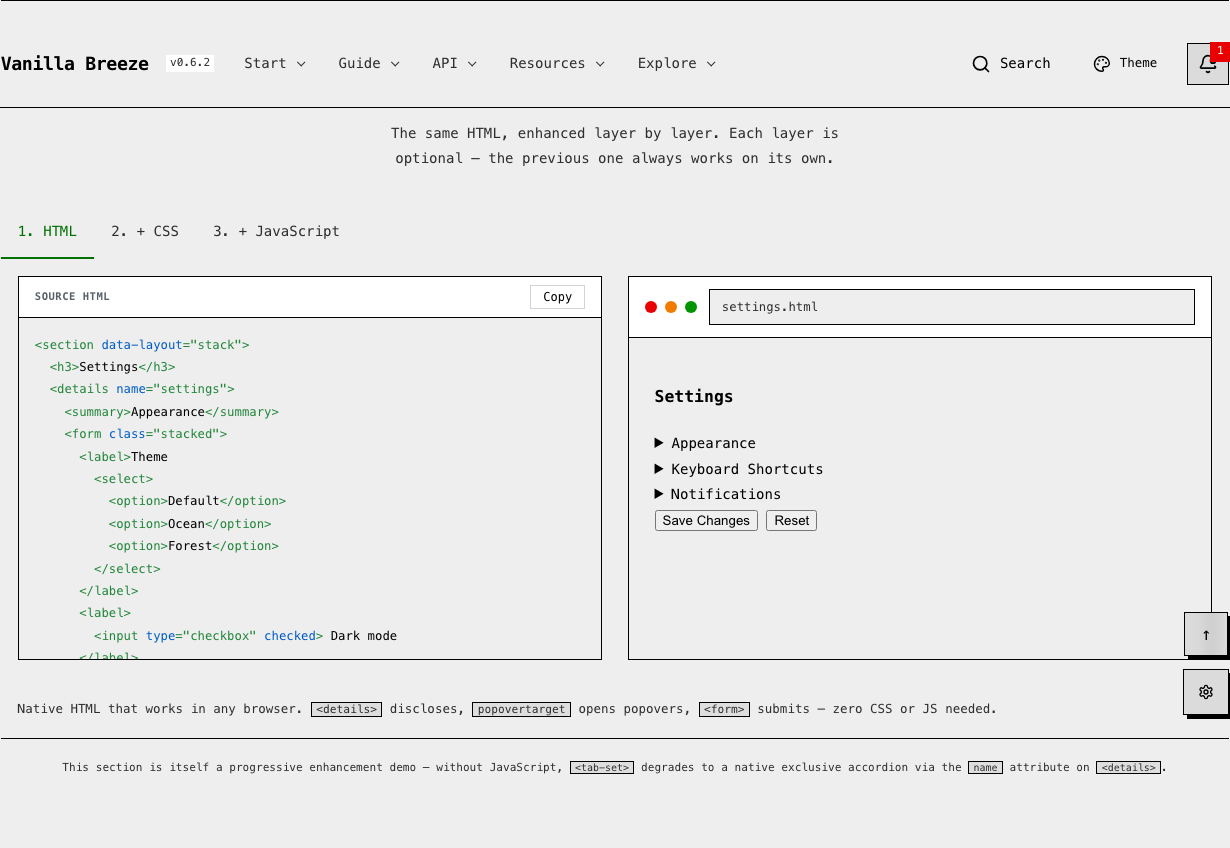 Vanilla Breeze v0.6.2 Start Guide API Resources Explore Search Theme 1
The same HTML, enhanced layer by layer. Each layer is
optional — the previous one always works on its own.
1. HTML 2. + CSS 3. + JavaScript
SOURCE HTML Copy
<section data-layout="stack">
<h3>Settings</h3>
<details name="settings">
<summary>Appearance</summary>
<form class="stacked">
<label>Theme
<select>
<option>Default</option>
<option>Ocean</option>
<option>Forest</option>
</select>
</label>
<label>
<input type="checkbox" checked> Dark mode
</label>
settings.html
Settings
▶ Appearance
▶ Keyboard Shortcuts
▶ Notifications
Save Changes Reset
↑
Native HTML that works in any browser. <details> discloses, popovertarget opens popovers, <form> submits — zero CSS or JS needed.
This section is itself a progressive enhancement demo — without JavaScript, <tab-set> degrades to a native exclusive accordion via the name attribute on <details>.